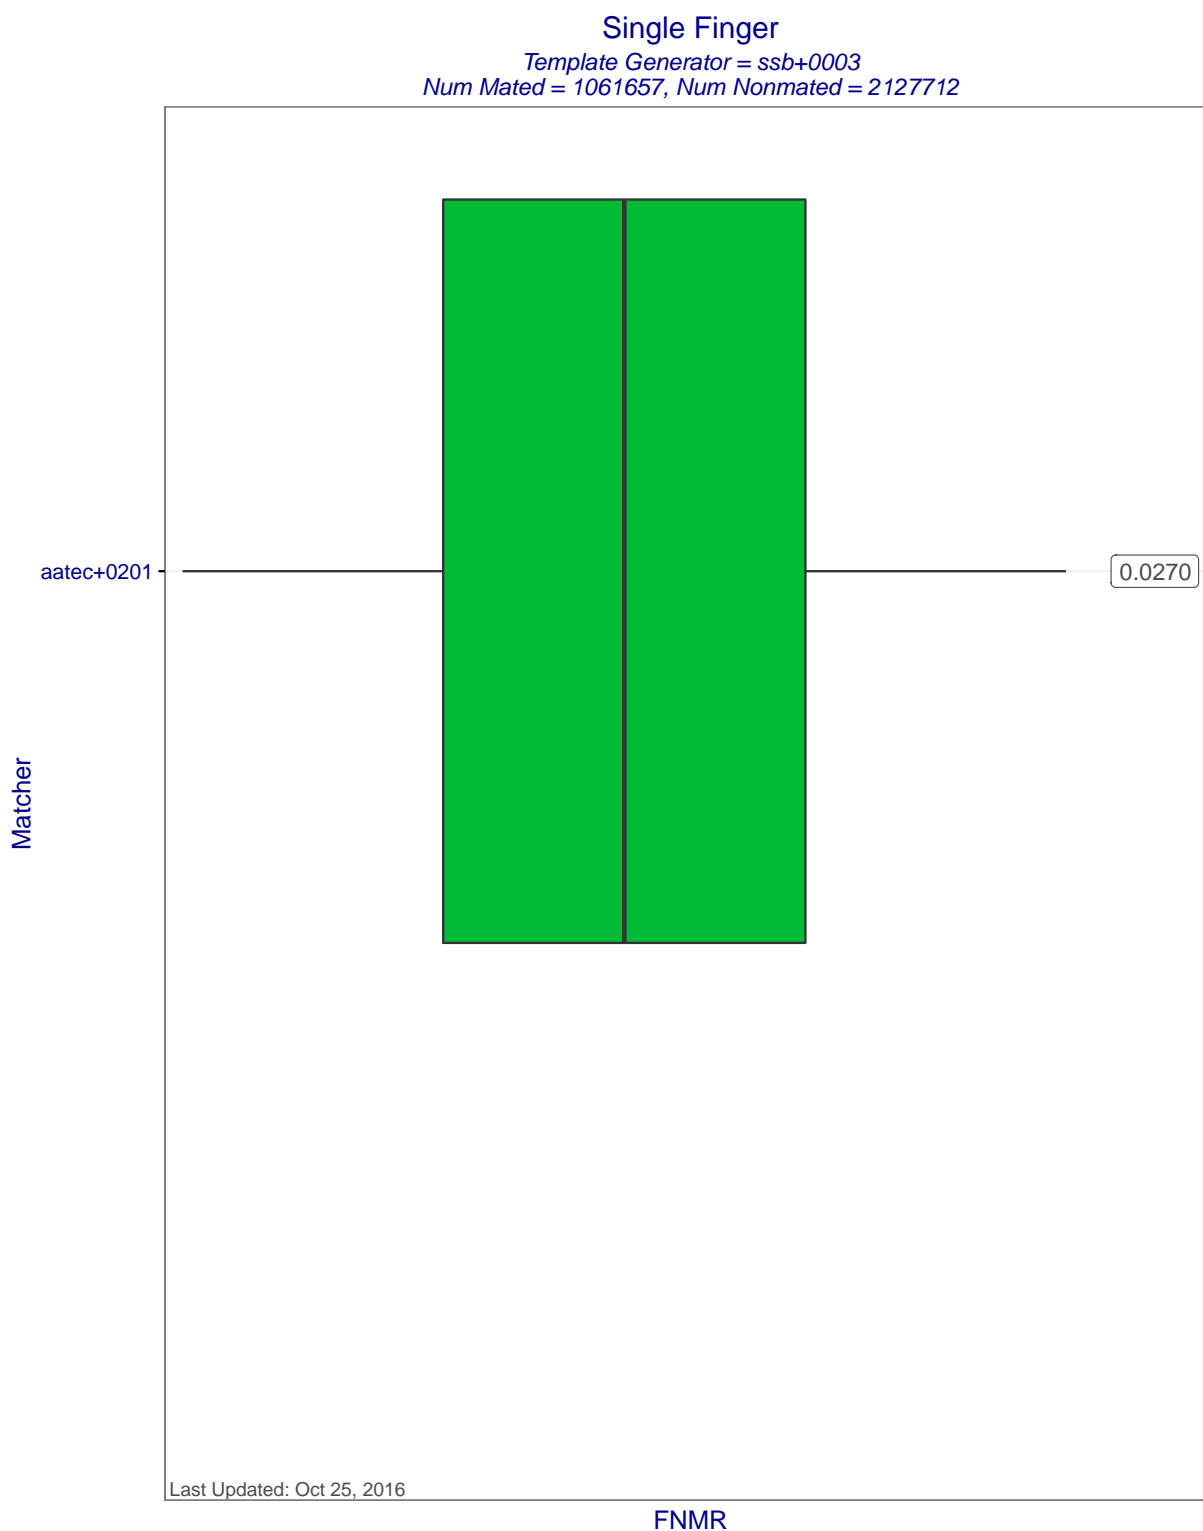 Single Finger
Template Generator = ssb+0003
Num Mated = 1061657, Num Nonmated = 2127712
aatec+0201
0.0270
Matcher
Last Updated: Oct 25, 2016
FNMR